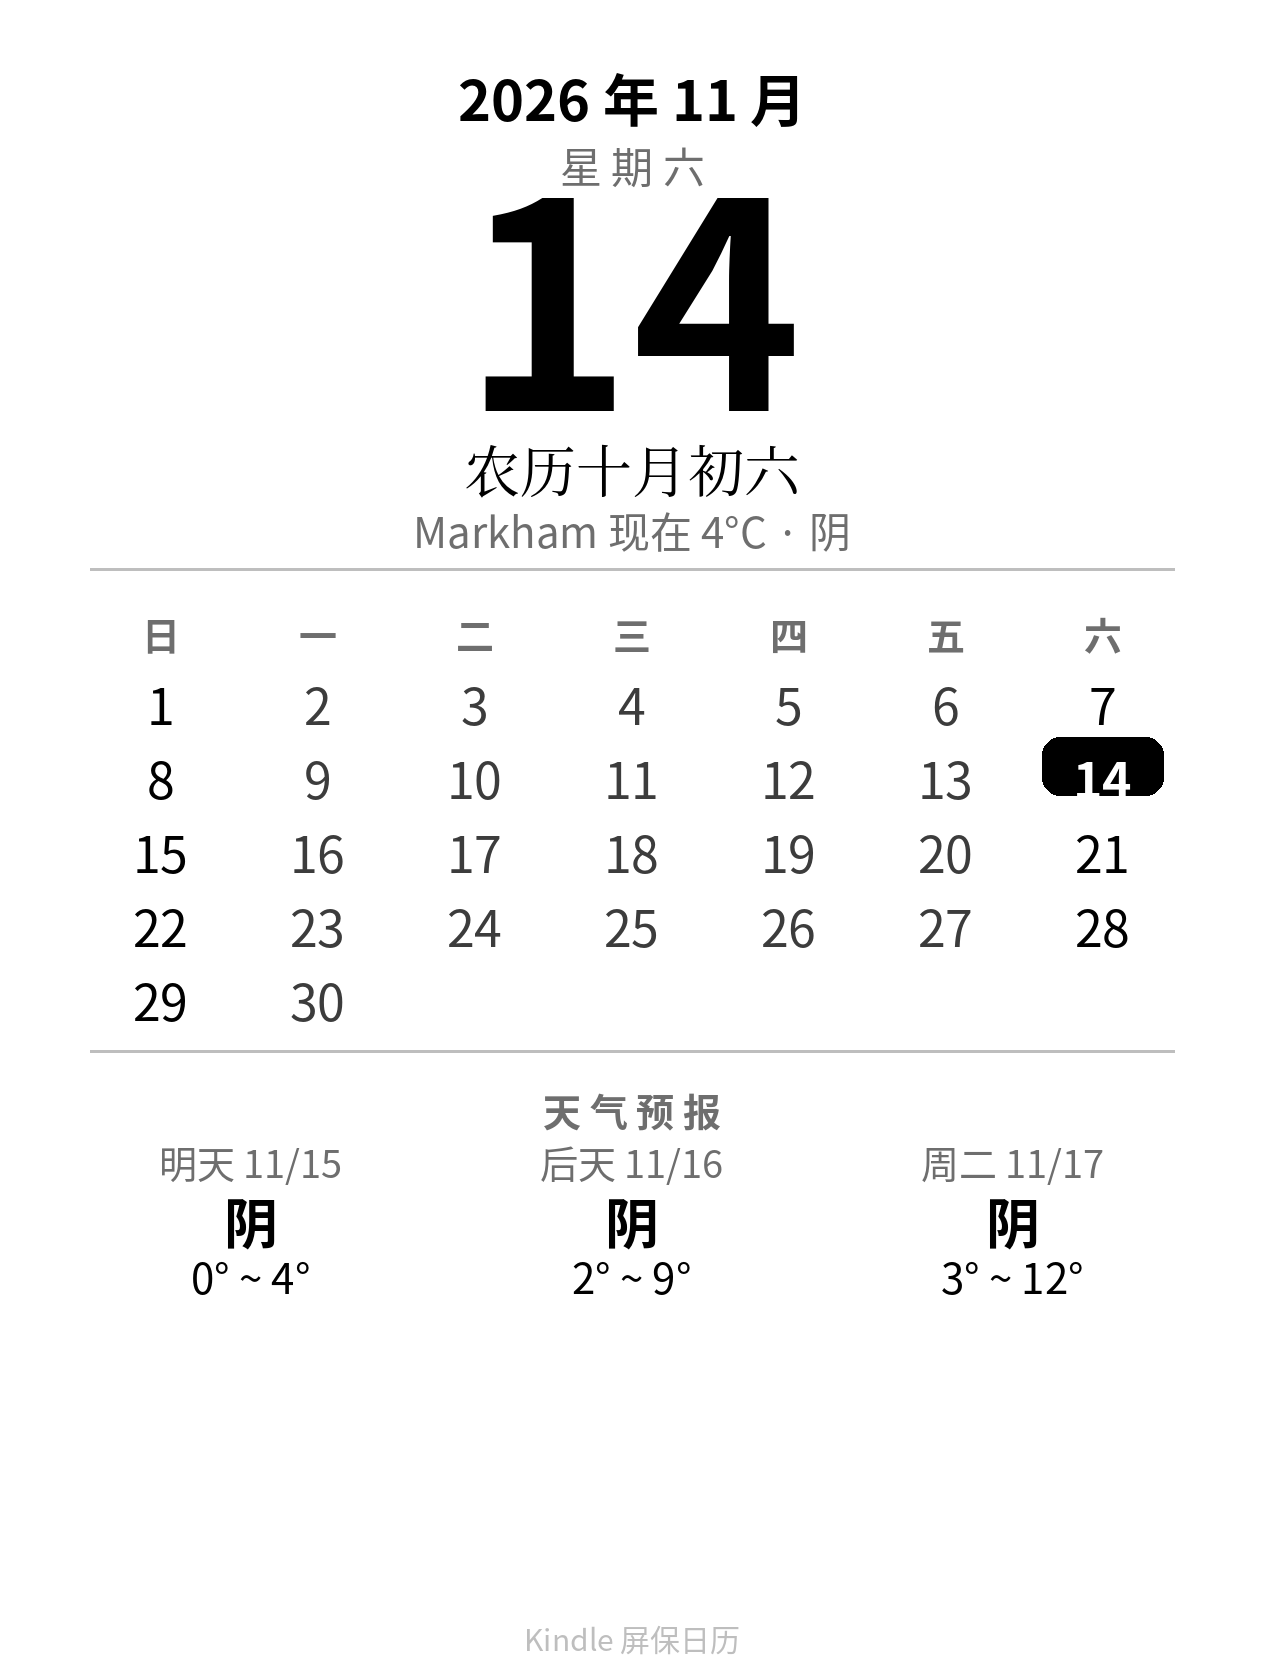 2026 年 11 月
星期六
14
农历十月初六
Markham 现在 4°C · 阴
日 一 二 三 四 五 六
1 2 3 4 5 6 7
8 9 10 11 12 13 14
15 16 17 18 19 20 21
22 23 24 25 26 27 28
29 30
天气预报
明天 11/15 后天 11/16 周二 11/17
阴 阴 阴
0° ~ 4° 2° ~ 9° 3° ~ 12°
Kindle 屏保日历